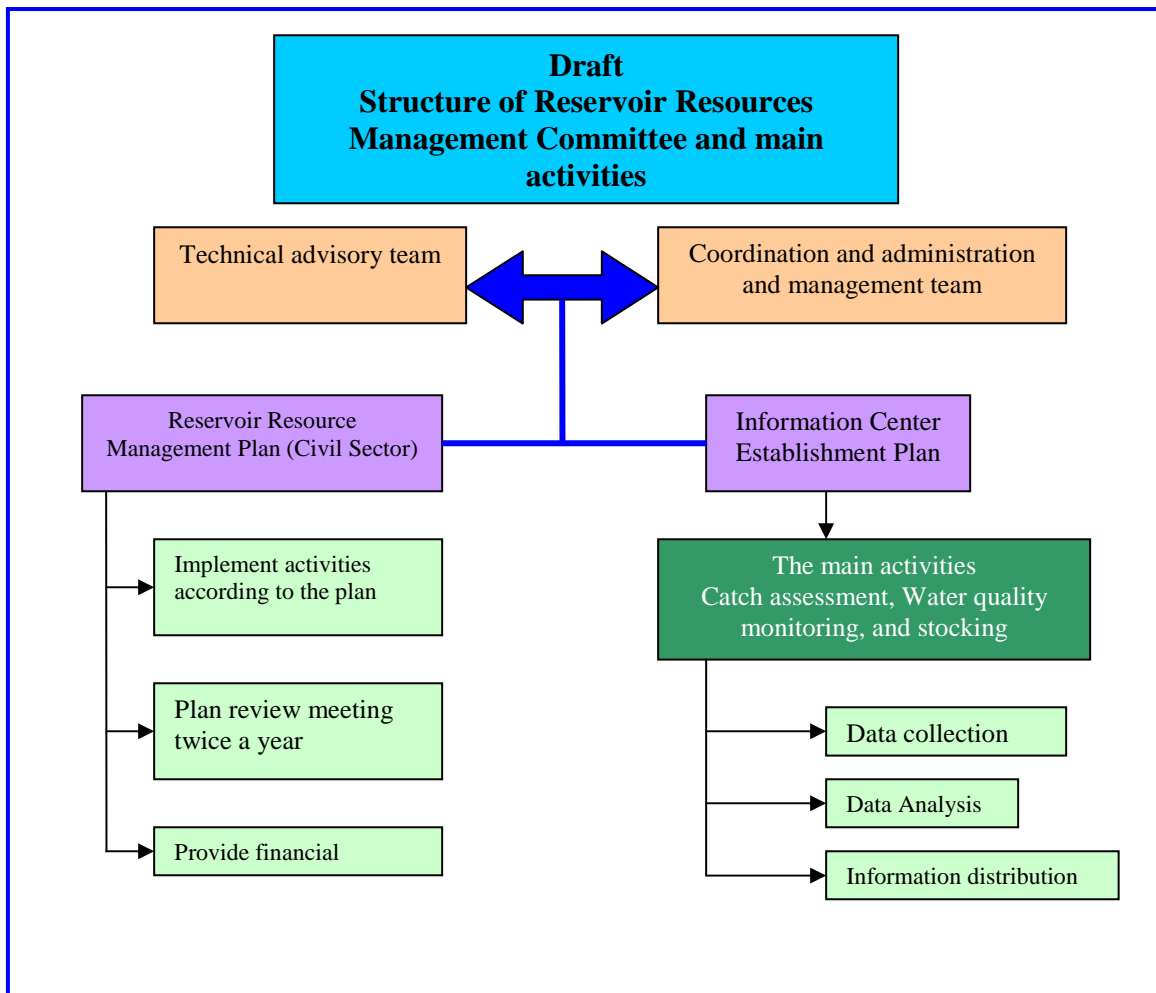 Draft
Structure of Reservoir Resources
Management Committee and main
activities
Technical advisory team
Coordination and administration
and management team
Reservoir Resource
Management Plan (Civil Sector)
Information Center
Establishment Plan
Implement activities
according to the plan
The main activities
Catch assessment, Water quality
monitoring, and stocking
Plan review meeting
twice a year
Data collection
Data Analysis
Provide financial
Information distribution